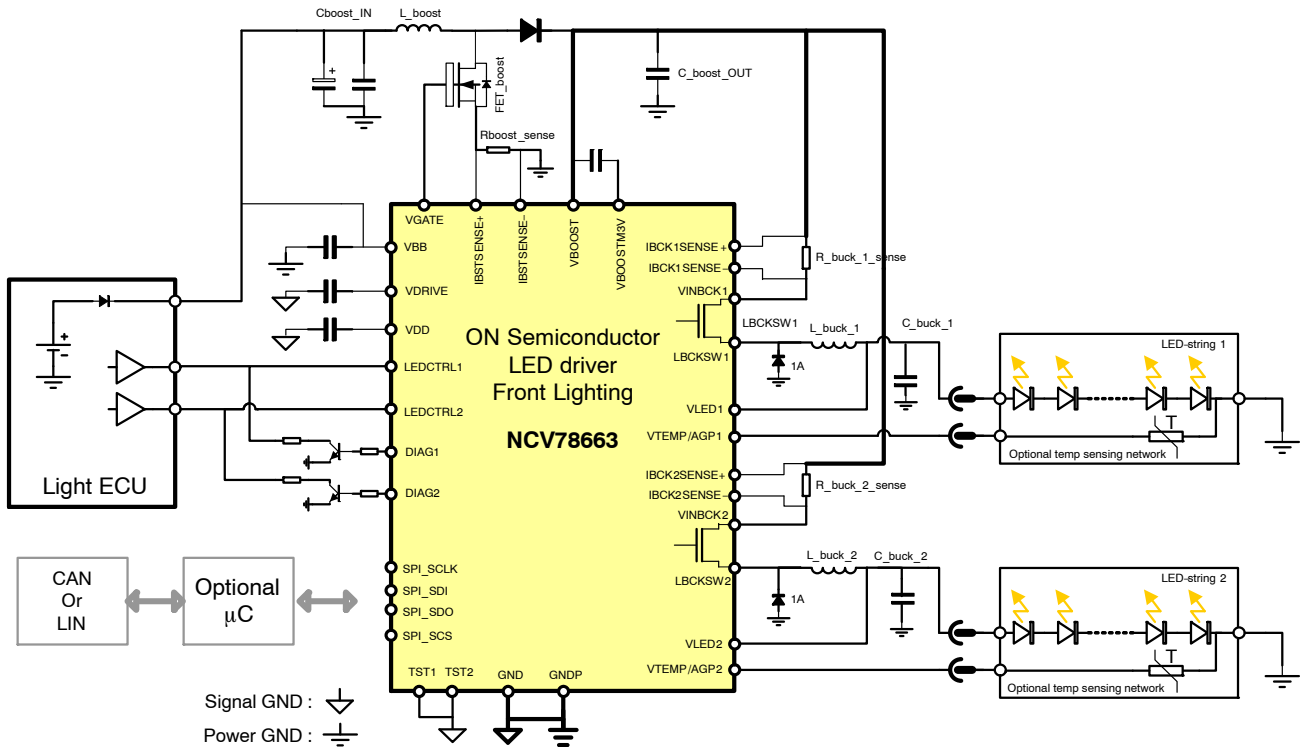 Cboost_IN
L_boost
C_boost_OUT
FET_boost
Rboost_sense
VGATE
IBSTSENSE+
IBSTSENSE−
VBOOST
VBOOSTM3V
VBB
VDRIVE
VDD
LEDCTRL1
LEDCTRL2
DIAG1
DIAG2
SPI_SCLK
SPI_SDI
SPI_SDO
SPI_SCS
TST1
TST2
GND
GNDP
ON Semiconductor
LED driver
Front Lighting
NCV78663
IBCK1SENSE +
IBCK1SENSE−
VINBCK1
LBCKSW1
LBCKSW1
VLED1
VTEMP/AGP1
IBCK2SENSE+
IBCK2SENSE−
VINBCK2
LBCKSW2
VLED2
VTEMP/AGP2
R_buck_1_sense
L_buck_1
C_buck_1
1A
R_buck_2_sense
L_buck_2
C_buck_2
1A
LED-string 1
T
Optional temp sensing network
LED-string 2
T
Optional temp sensing network
+
+
−
Light ECU
CAN
Or
LIN
Optional
μC
Signal GND :
Power GND :